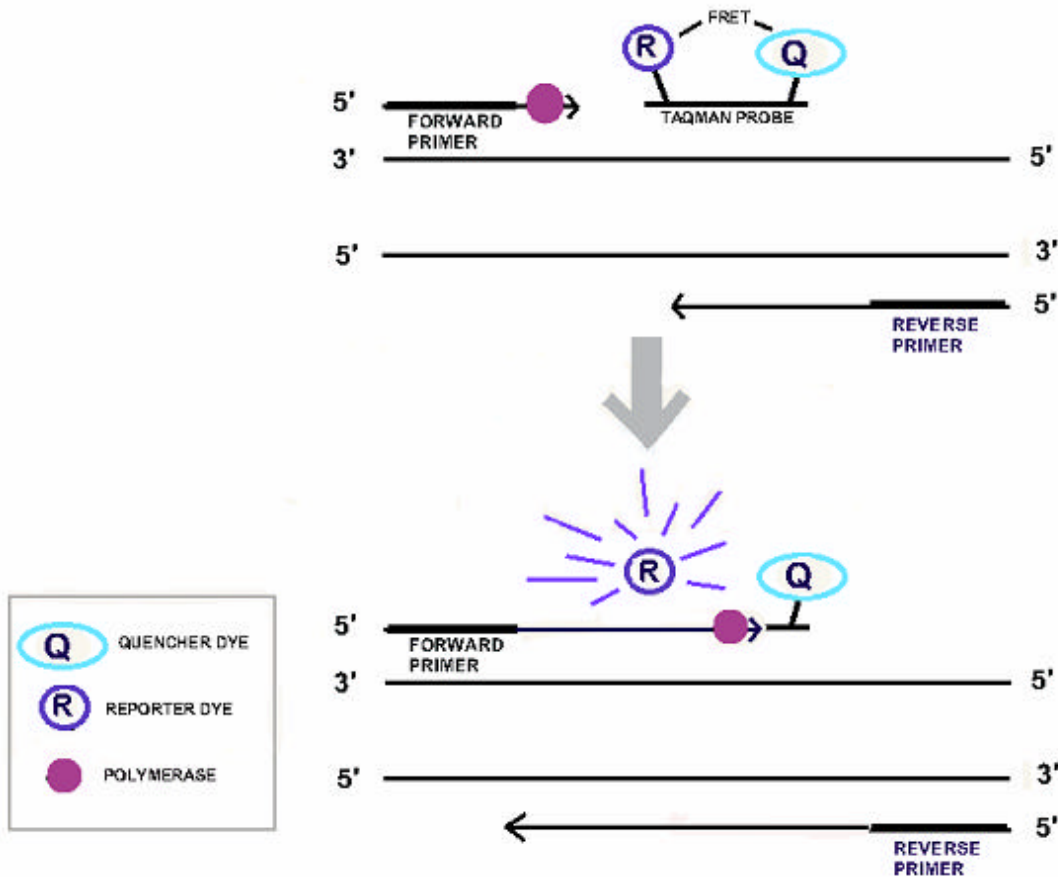 FRET
R
Q
5'
FORWARD
PRIMER
TAQMAN PROBE
3'
5'
5'
3'
5'
REVERSE
PRIMER
R
Q
5'
FORWARD
PRIMER
3'
5'
5'
3'
5'
REVERSE
PRIMER
Q QUENCHER DYE
R REPORTER DYE
POLYMERASE